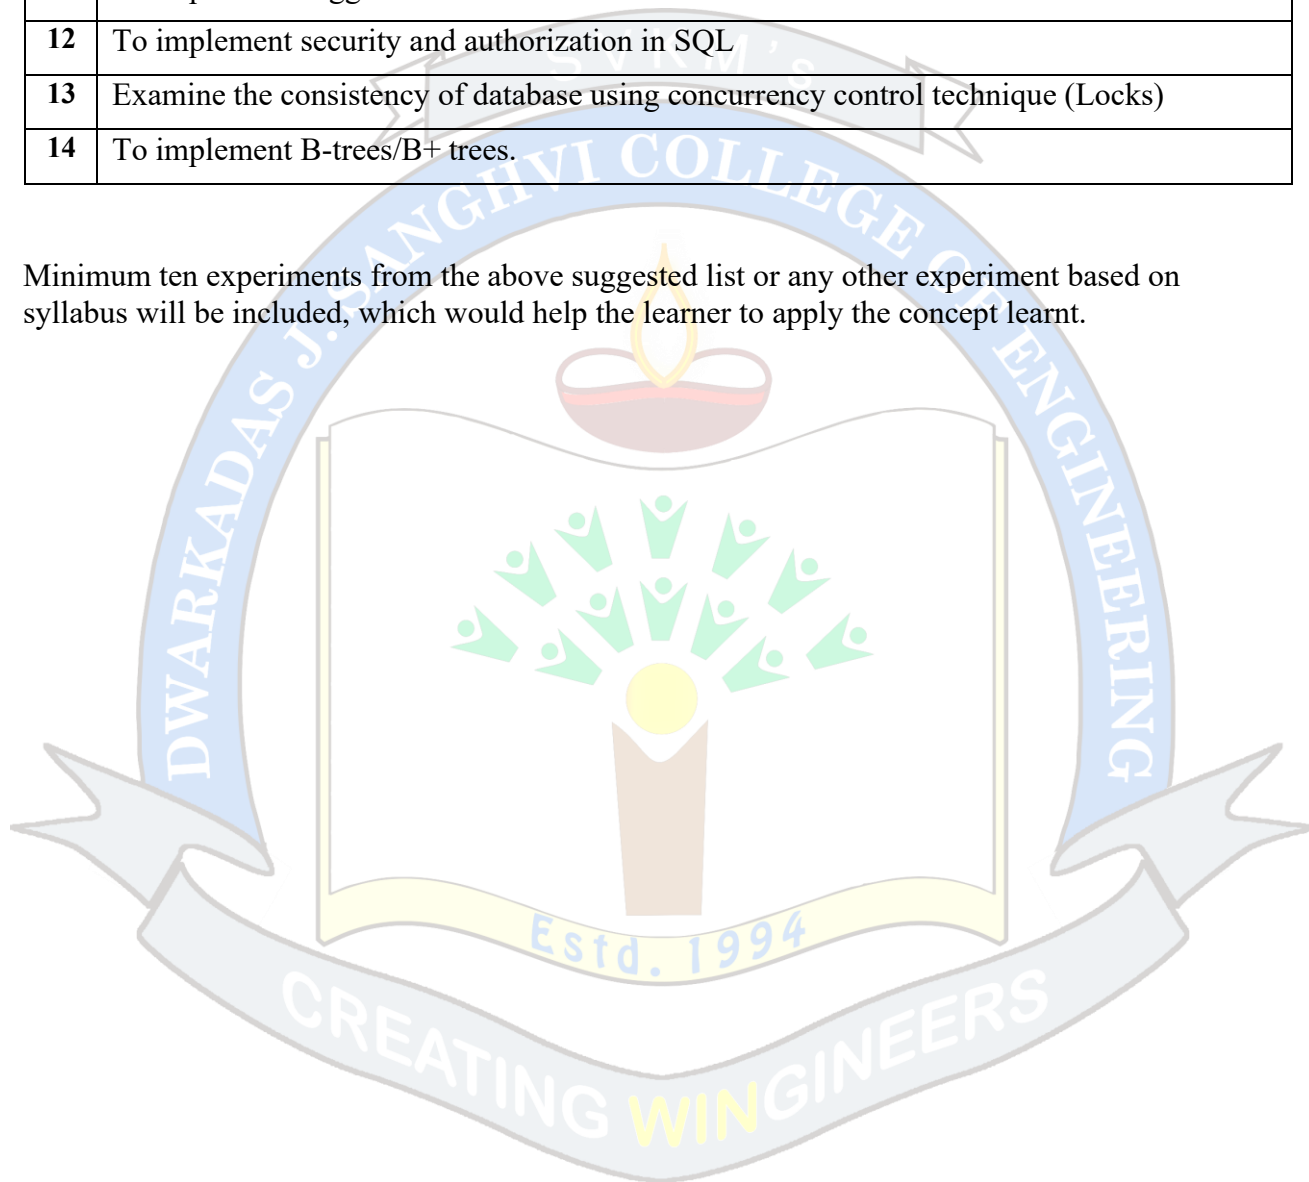 12 To implement security and authorization in SQL
13 Examine the consistency of database using concurrency control technique (Locks)
14 To implement B-trees/B+ trees.
Minimum ten experiments from the above suggested list or any other experiment based on
syllabus will be included, which would help the learner to apply the concept learnt.
SVKM's
DWARKADAS J. SANGHVI COLLEGE OF ENGINEERING
Estd. 1994
CREATING WINGINEERS